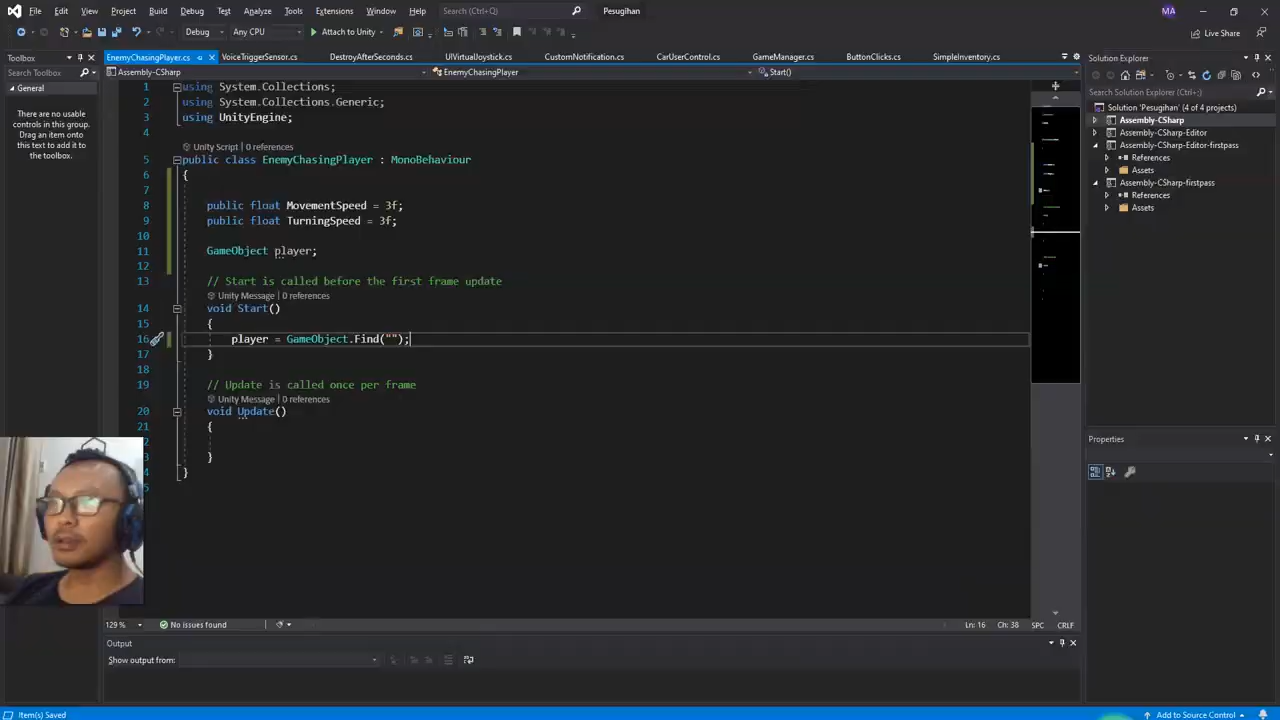 File Edit View Project Build Debug Test Analyze Tools Extensions Window Help Search (Ctrl+Q) Pesugihan MA
Debug Any CPU Attach to Unity Live Share
Toolbox
Search Toolbox
General
There are no usable
controls in this group.
Drag an item onto
this text to add it to
the toolbox.
EnemyChasingPlayer.cs VoiceTriggerSensor.cs DestroyAfterSeconds.cs UIVirtualJoystick.cs CustomNotification.cs CarUserControl.cs GameManager.cs ButtonClicks.cs SimpleInventory.cs
Assembly-CSharp EnemyChasingPlayer Start()
1 using System.Collections;
2 using System.Collections.Generic;
3 using UnityEngine;
4
Unity Script | 0 references
5 public class EnemyChasingPlayer : MonoBehaviour
6 {
7
8 public float MovementSpeed = 3f;
9 public float TurningSpeed = 3f;
10
11 GameObject player;
12
13 // Start is called before the first frame update
Unity Message | 0 references
14 void Start()
15 {
16 player = GameObject.Find("");
17 }
18
19 // Update is called once per frame
Unity Message | 0 references
20 void Update()
21 {
2
3 }
4 }
5
129 % No issues found Ln: 16 Ch: 38 SPC CRLF
Output
Show output from:
Solution Explorer
Search Solution Explorer (Ctrl+;)
Solution 'Pesugihan' (4 of 4 projects)
Assembly-CSharp
Assembly-CSharp-Editor
Assembly-CSharp-Editor-firstpass
References
Assets
Assembly-CSharp-firstpass
References
Assets
Properties
Item(s) Saved Add to Source Control